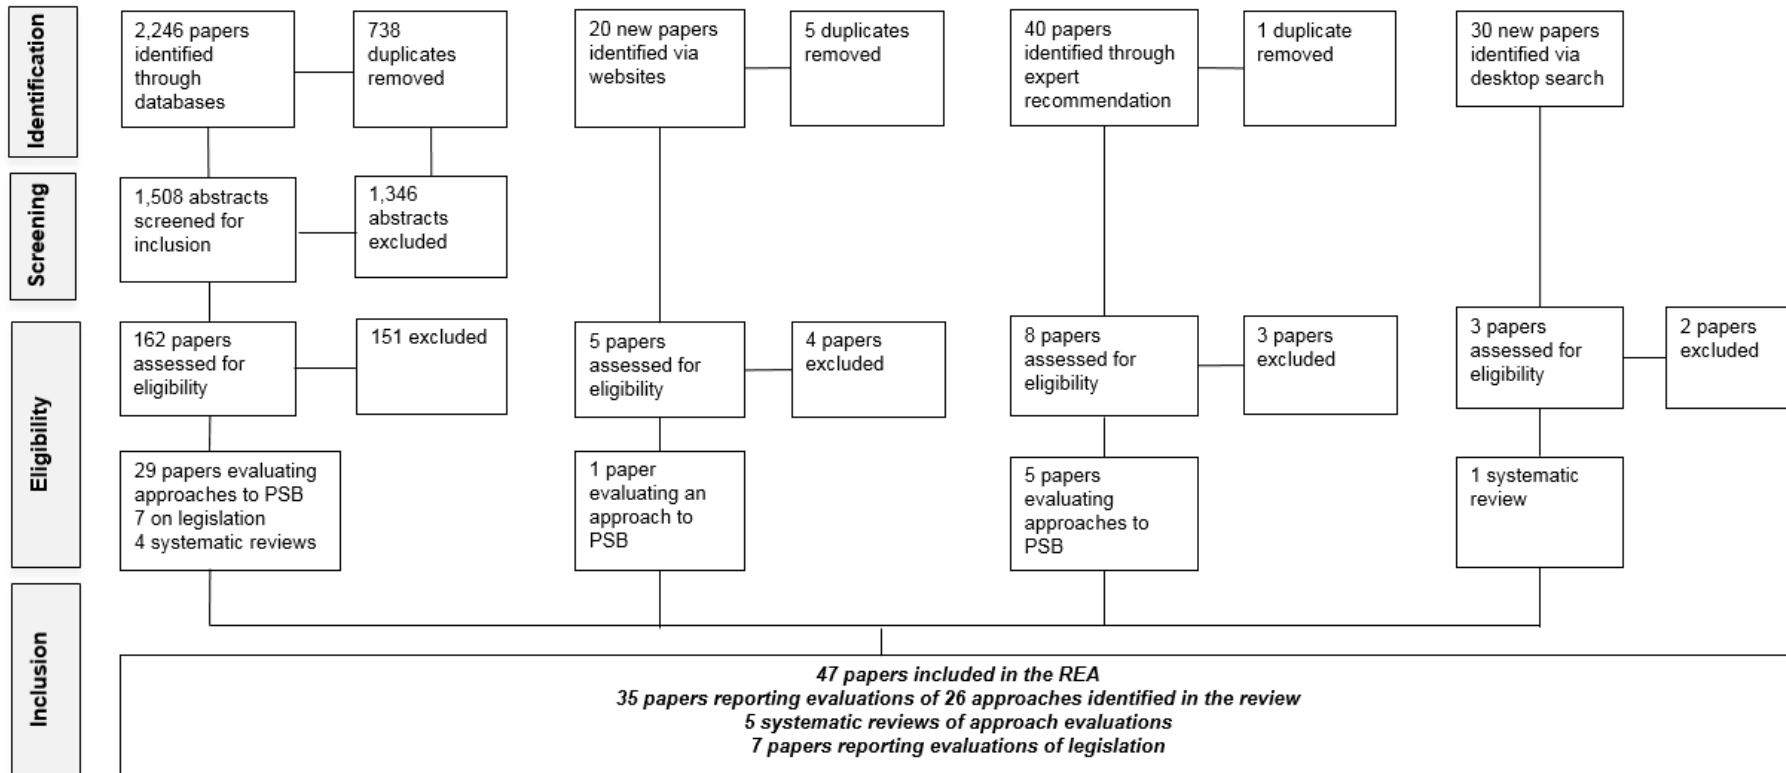 Identification
2,246 papers
identified
through
databases
738
duplicates
removed
20 new papers
identified via
websites
5 duplicates
removed
40 papers
identified through
expert
recommendation
1 duplicate
removed
30 new papers
identified via
desktop search
Screening
1,508 abstracts
screened for
inclusion
1,346
abstracts
excluded
Eligibility
162 papers
assessed for
eligibility
151 excluded
5 papers
assessed for
eligibility
4 papers
excluded
8 papers
assessed for
eligibility
3 papers
excluded
3 papers
assessed for
eligibility
2 papers
excluded
29 papers evaluating
approaches to PSB
7 on legislation
4 systematic reviews
1 paper
evaluating an
approach to
PSB
5 papers
evaluating
approaches to
PSB
1 systematic
review
Inclusion
47 papers included in the REA
35 papers reporting evaluations of 26 approaches identified in the review
5 systematic reviews of approach evaluations
7 papers reporting evaluations of legislation